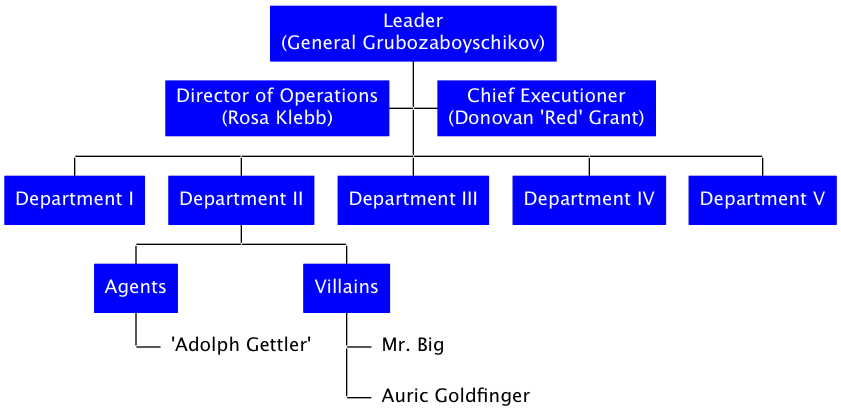 Leader
(General Grubozaboyschikov)
Director of Operations
(Rosa Klebb)
Chief Executioner
(Donovan 'Red' Grant)
Department I
Department II
Department III
Department IV
Department V
Agents
Villains
'Adolph Gettler'
Mr. Big
Auric Goldfinger